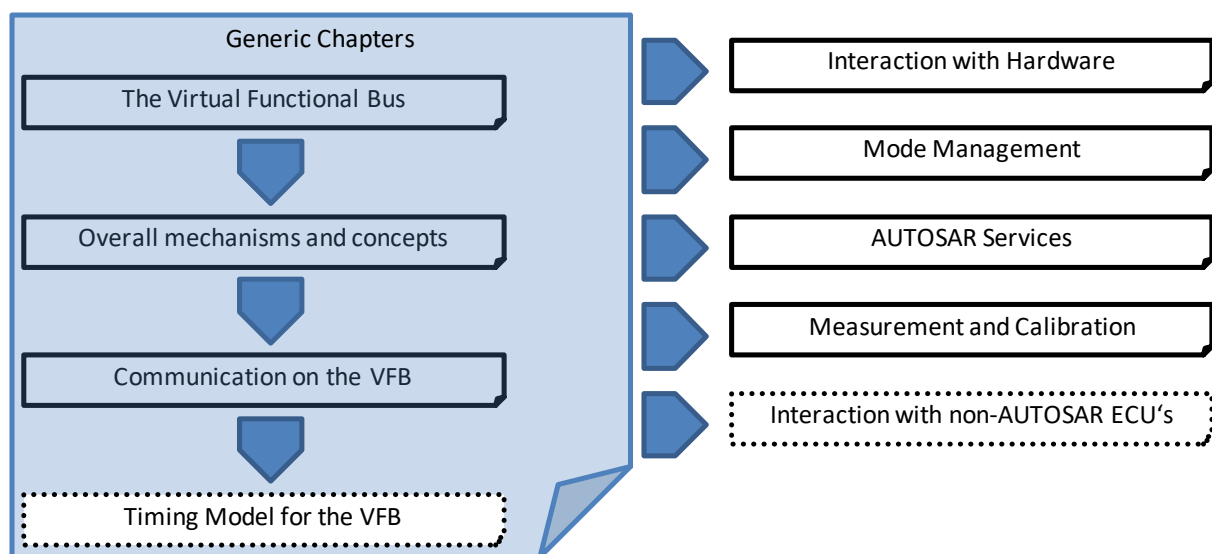 Generic Chapters
The Virtual Functional Bus
Overall mechanisms and concepts
Communication on the VFB
Timing Model for the VFB
Interaction with Hardware
Mode Management
AUTOSAR Services
Measurement and Calibration
Interaction with non-AUTOSAR ECU‘s